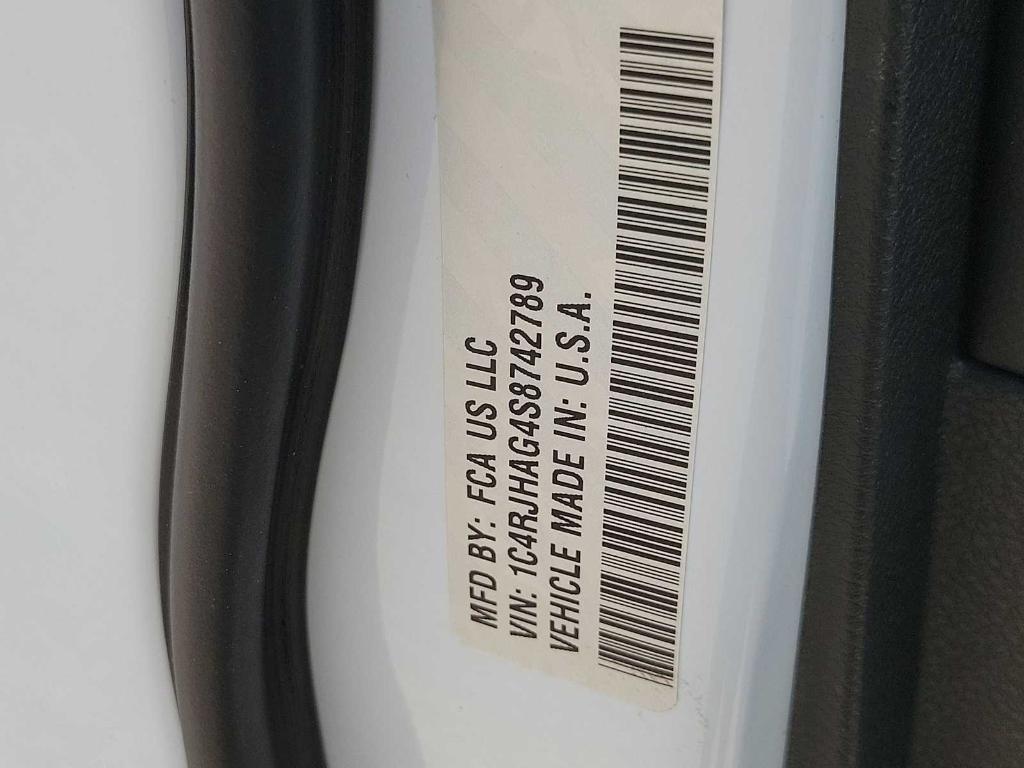 MFD BY: FCA US LLC
VIN: 1C4RJHAG4S8742789
VEHICLE MADE IN: U.S.A.